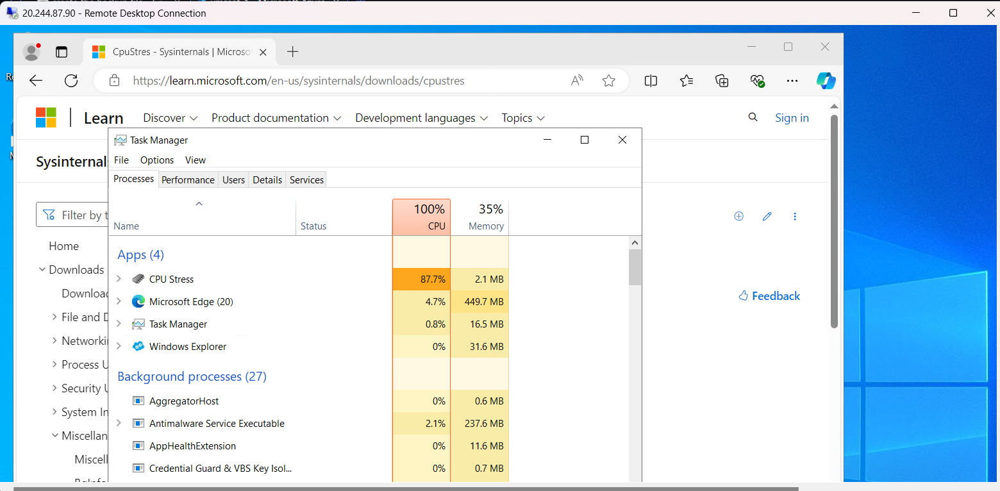 20.244.87.90 - Remote Desktop Connection
CpuStres - Sysinternals | Microso
https://learn.microsoft.com/en-us/sysinternals/downloads/cpustres
Learn Discover Product documentation Development languages Topics Sign in
Sysinternals
Filter by t
Home
Downloads
Downloa
File and D
Networki
Process U
Security U
System In
Miscellan
Miscell
Feedback
Task Manager
File Options View
Processes Performance Users Details Services
100% 35%
Name Status CPU Memory
Apps (4)
CPU Stress 87.7% 2.1 MB
Microsoft Edge (20) 4.7% 449.7 MB
Task Manager 0.8% 16.5 MB
Windows Explorer 0% 31.6 MB
Background processes (27)
AggregatorHost 0% 0.6 MB
Antimalware Service Executable 2.1% 237.6 MB
AppHealthExtension 0% 11.6 MB
Credential Guard & VBS Key Isol... 0% 0.7 MB